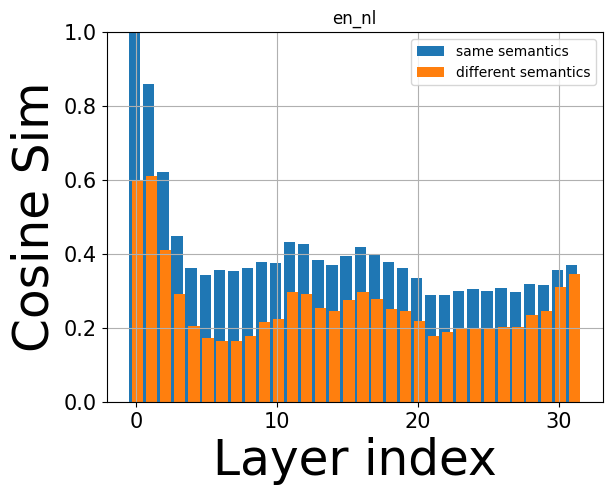 en_nl
same semantics
different semantics
Cosine Sim
1.0
0.8
0.6
0.4
0.2
0.0
0 10 20 30
Layer index